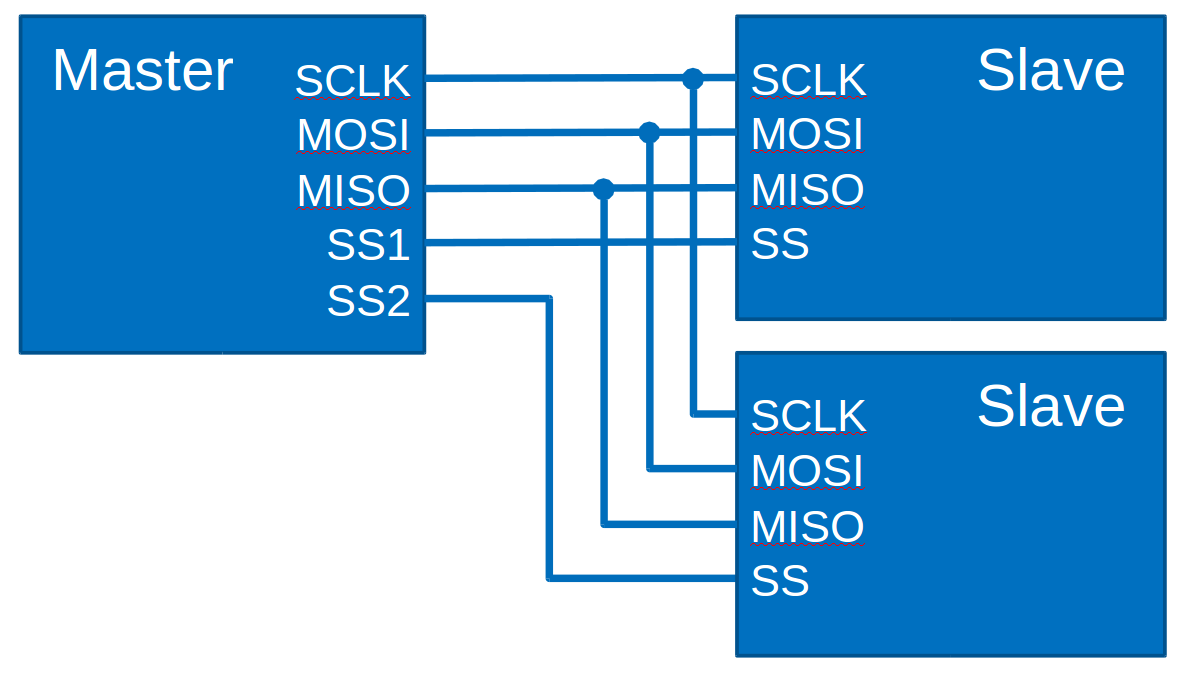 Master
SCLK
MOSI
MISO
SS1
SS2
Slave
SCLK
MOSI
MISO
SS
Slave
SCLK
MOSI
MISO
SS